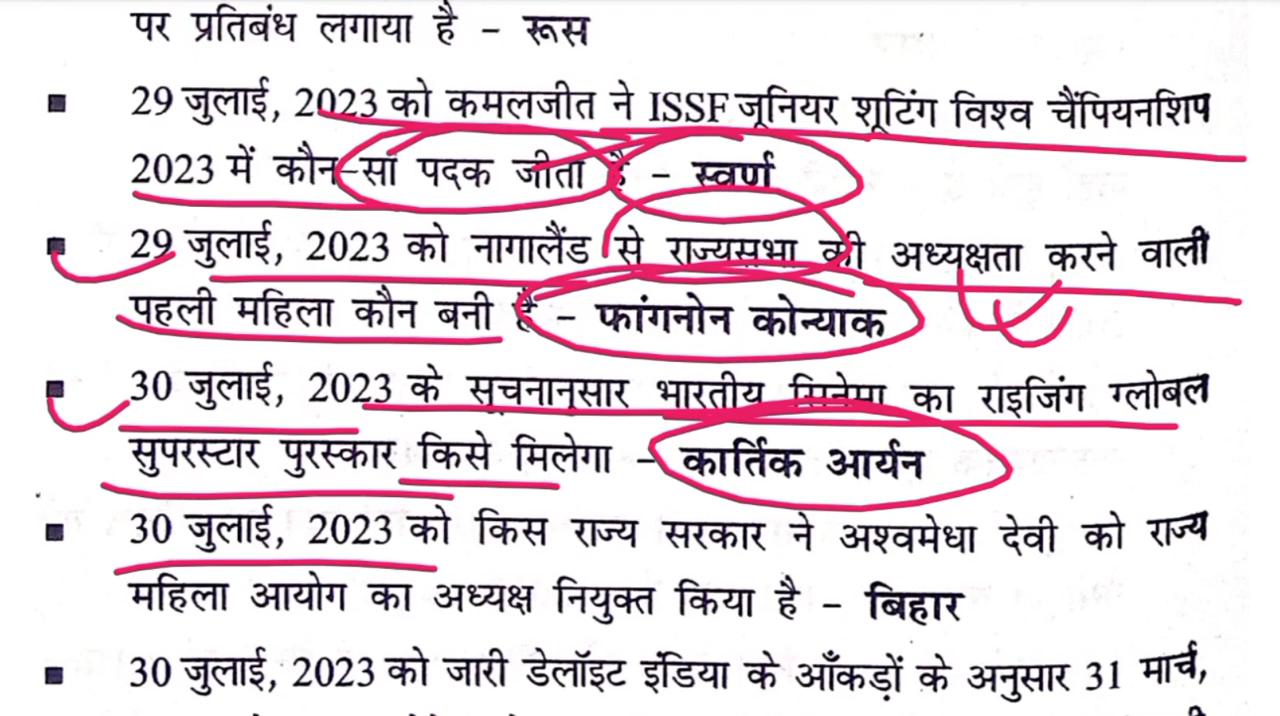 पर प्रतिबंध लगाया है – रूस
▪ 29 जुलाई, 2023 को कमलजीत ने ISSF जूनियर शूटिंग विश्व चैंपियनशिप
2023 में कौन-सा पदक जीता है – स्वर्ण
▪ 29 जुलाई, 2023 को नागालैंड से राज्यसभा की अध्यक्षता करने वाली
पहली महिला कौन बनी है – फांगनोन कोन्याक
▪ 30 जुलाई, 2023 के सूचनानुसार भारतीय सिनेमा का राइजिंग ग्लोबल
सुपरस्टार पुरस्कार किसे मिलेगा – कार्तिक आर्यन
▪ 30 जुलाई, 2023 को किस राज्य सरकार ने अश्वमेधा देवी को राज्य
महिला आयोग का अध्यक्ष नियुक्त किया है – बिहार
▪ 30 जुलाई, 2023 को जारी डेलॉइट इंडिया के आँकड़ों के अनुसार 31 मार्च,